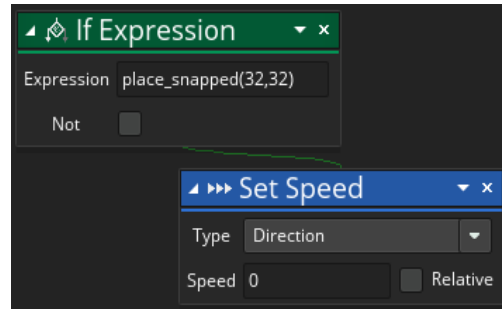 If Expression
Expression place_snapped(32,32)
Not
Set Speed
Type Direction
Speed 0 Relative